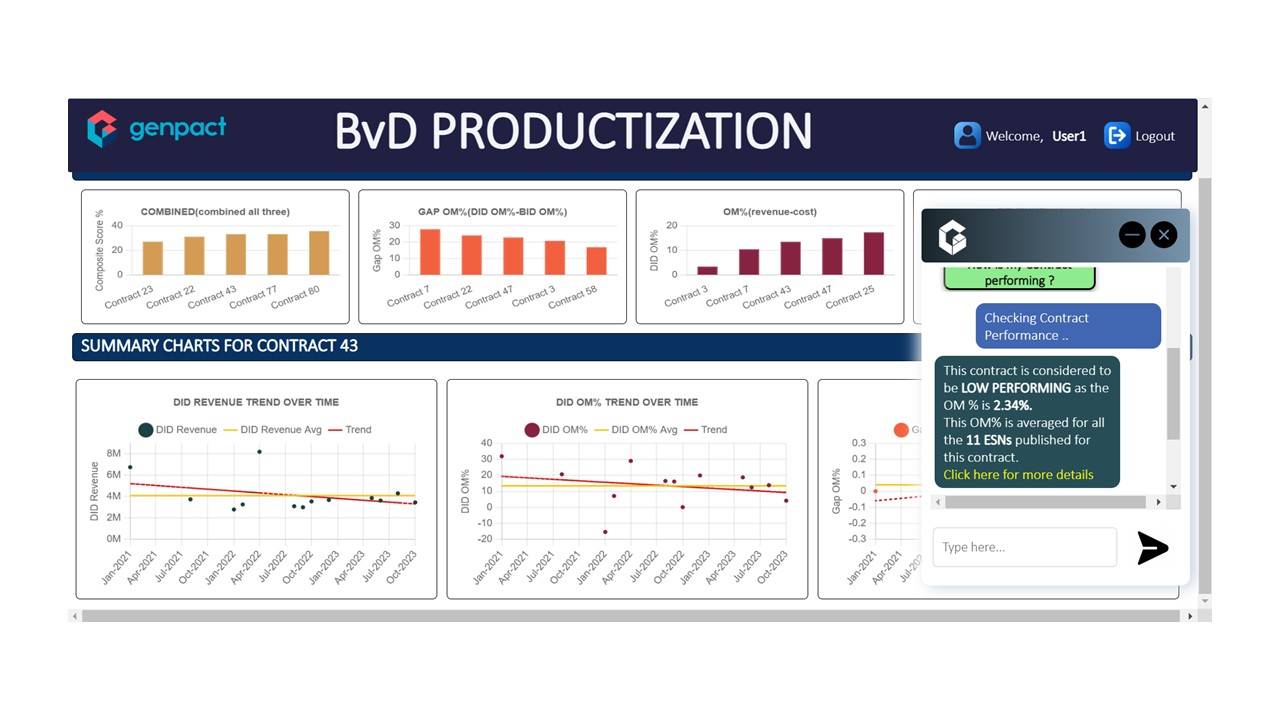 genpact
BvD PRODUCTIZATION
Welcome, User1
Logout
COMBINED(combined all three)
Composite Score %
40
20
0
Contract 23
Contract 22
Contract 43
Contract 77
Contract 80
GAP OM%(DID OM%-BID OM%)
Gap OM%
30
20
10
0
Contract 7
Contract 22
Contract 47
Contract 3
Contract 58
OM%(revenue-cost)
DID OM%
20
10
0
Contract 3
Contract 7
Contract 43
Contract 47
Contract 25
SUMMARY CHARTS FOR CONTRACT 43
DID REVENUE TREND OVER TIME
DID Revenue
DID Revenue Avg
Trend
DID Revenue
8M
6M
4M
2M
0M
Jan-2021
Apr-2021
Jul-2021
Oct-2021
Jan-2022
Apr-2022
Jul-2022
Oct-2022
Jan-2023
Apr-2023
Jul-2023
Oct-2023
DID OM% TREND OVER TIME
DID OM%
DID OM% Avg
Trend
DID OM%
40
30
20
10
0
-10
-20
Jan-2021
Apr-2021
Jul-2021
Oct-2021
Jan-2022
Apr-2022
Jul-2022
Oct-2022
Jan-2023
Apr-2023
Jul-2023
Oct-2023
Gap OM%
0.3
0.2
0.1
0
-0.1
-0.2
-0.3
Jan-2021
Apr-2021
performing ?
Checking Contract
Performance ..
This contract is considered to
be LOW PERFORMING as the
OM % is 2.34%.
This OM% is averaged for all
the 11 ESNs published for
this contract.
Click here for more details
Type here...